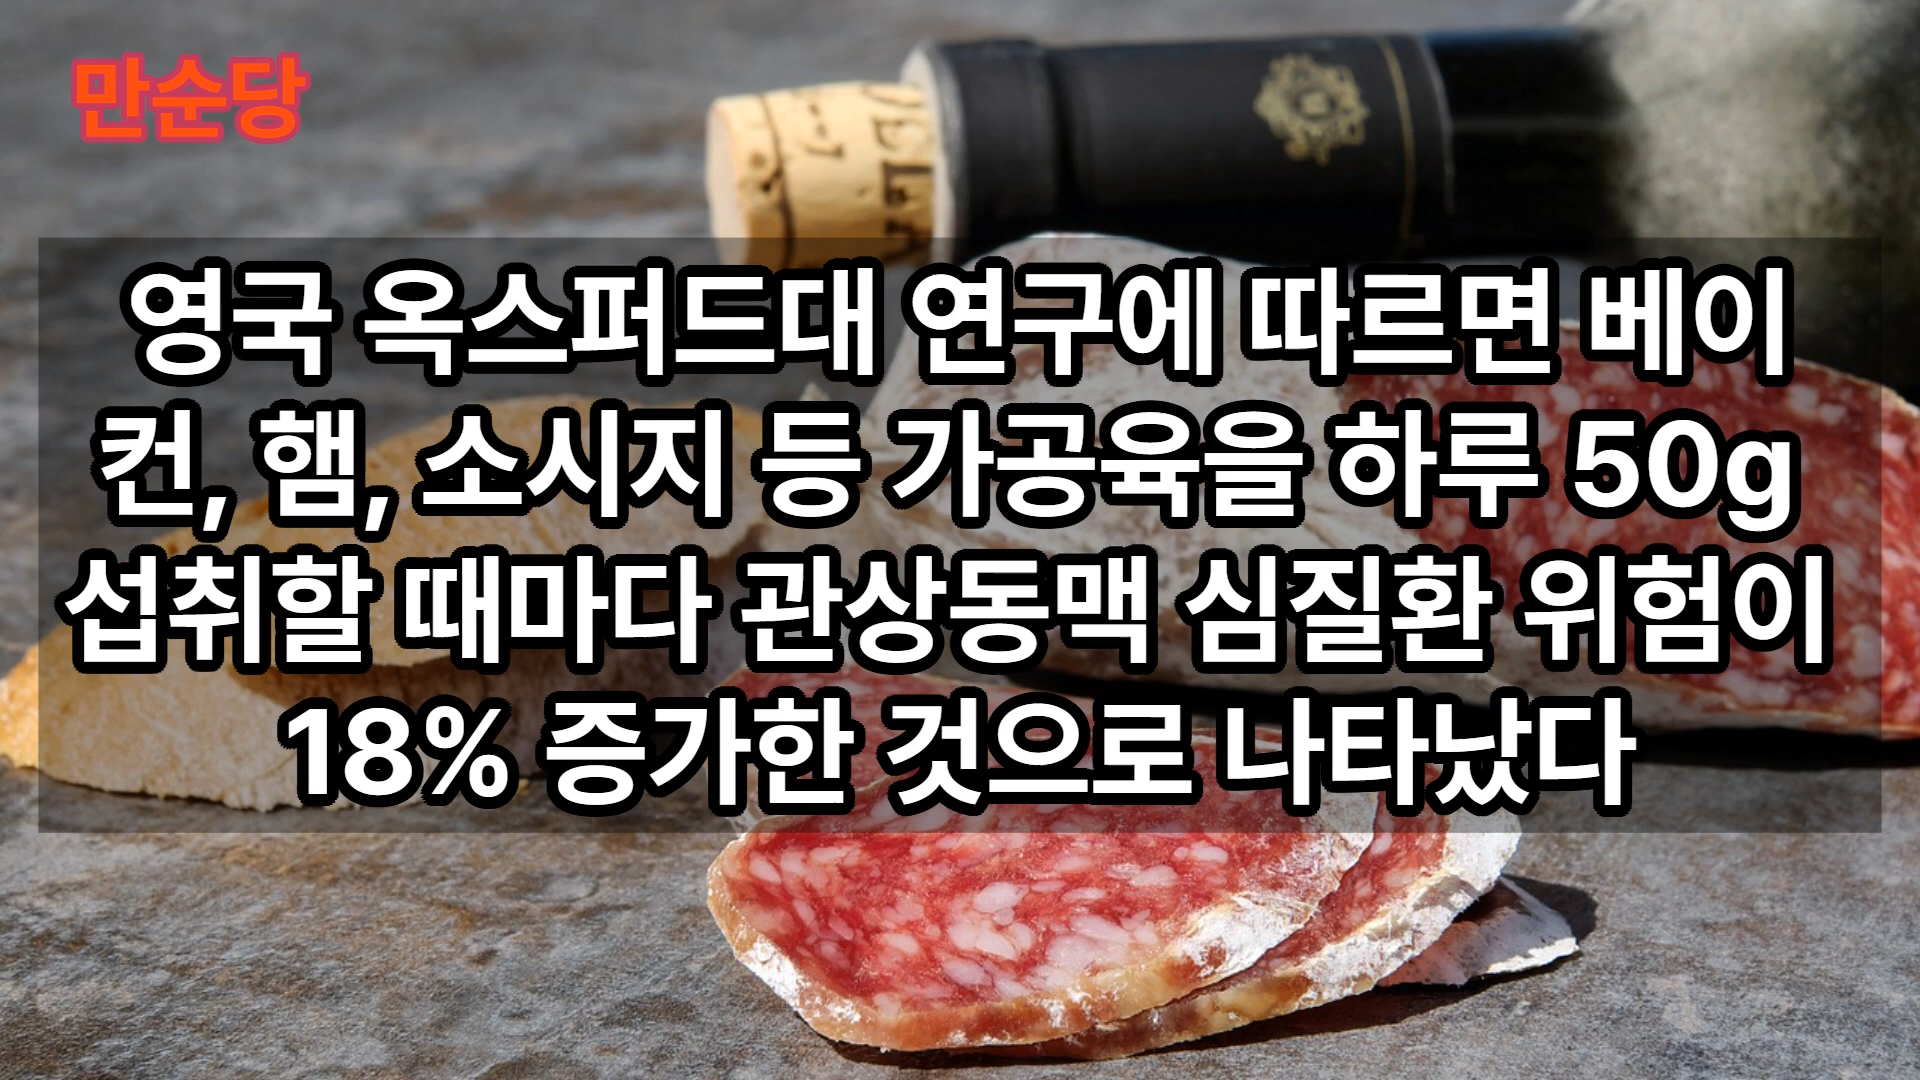 만순당
영국 옥스퍼드대 연구에 따르면 베이
컨, 햄, 소시지 등 가공육을 하루 50g
섭취할 때마다 관상동맥 심질환 위험이
18% 증가한 것으로 나타났다